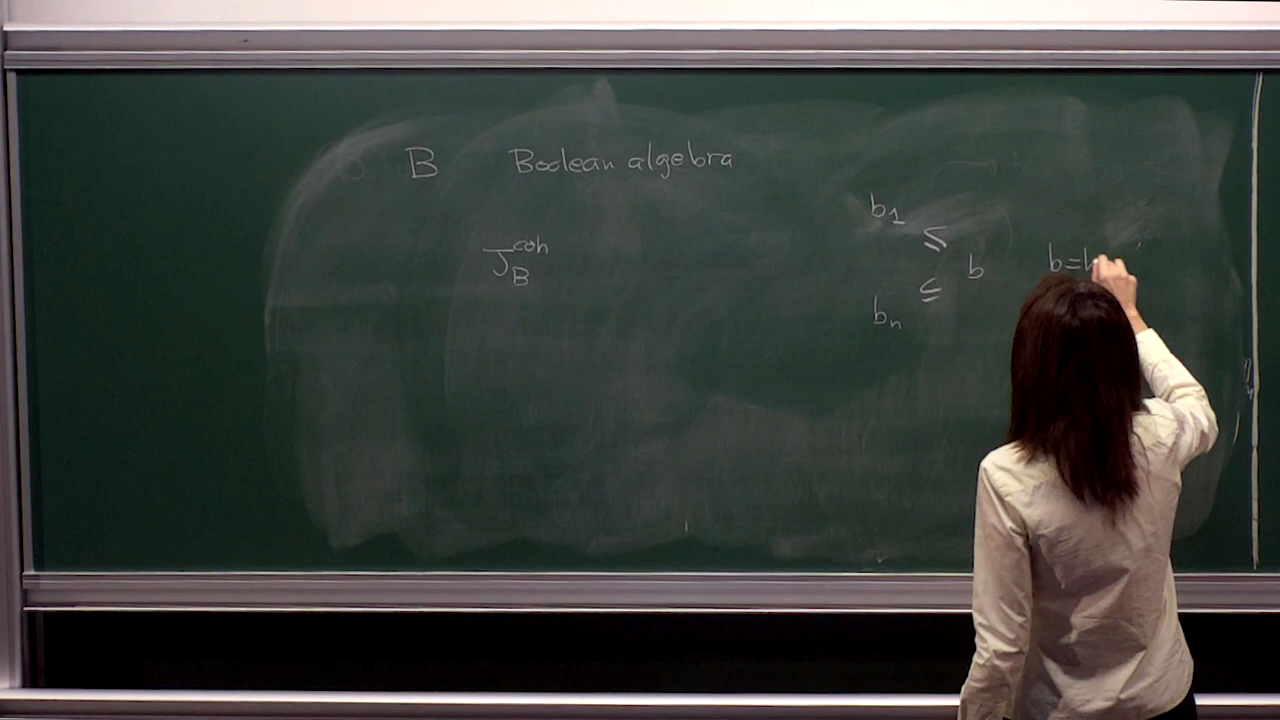 B Boolean algebra
b₁
≤
J_B^coh
b b=b
≤
bₙ